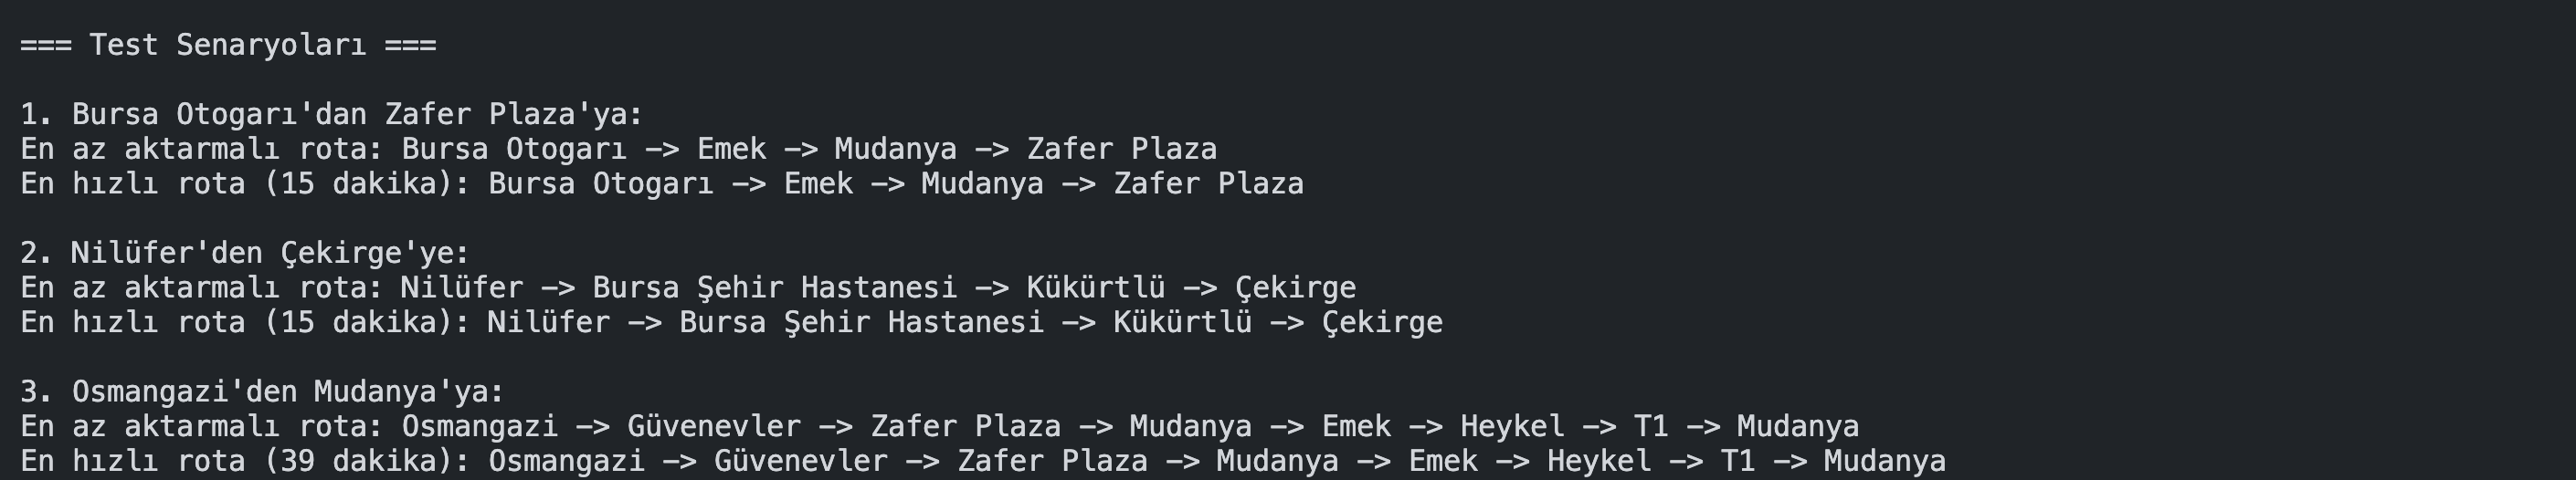 === Test Senaryoları ===
1. Bursa Otogarı'dan Zafer Plaza'ya:
En az aktarmalı rota: Bursa Otogarı -> Emek -> Mudanya -> Zafer Plaza
En hızlı rota (15 dakika): Bursa Otogarı -> Emek -> Mudanya -> Zafer Plaza
2. Nilüfer'den Çekirge'ye:
En az aktarmalı rota: Nilüfer -> Bursa Şehir Hastanesi -> Kükürtlü -> Çekirge
En hızlı rota (15 dakika): Nilüfer -> Bursa Şehir Hastanesi -> Kükürtlü -> Çekirge
3. Osmangazi'den Mudanya'ya:
En az aktarmalı rota: Osmangazi -> Güvenevler -> Zafer Plaza -> Mudanya -> Emek -> Heykel -> T1 -> Mudanya
En hızlı rota (39 dakika): Osmangazi -> Güvenevler -> Zafer Plaza -> Mudanya -> Emek -> Heykel -> T1 -> Mudanya